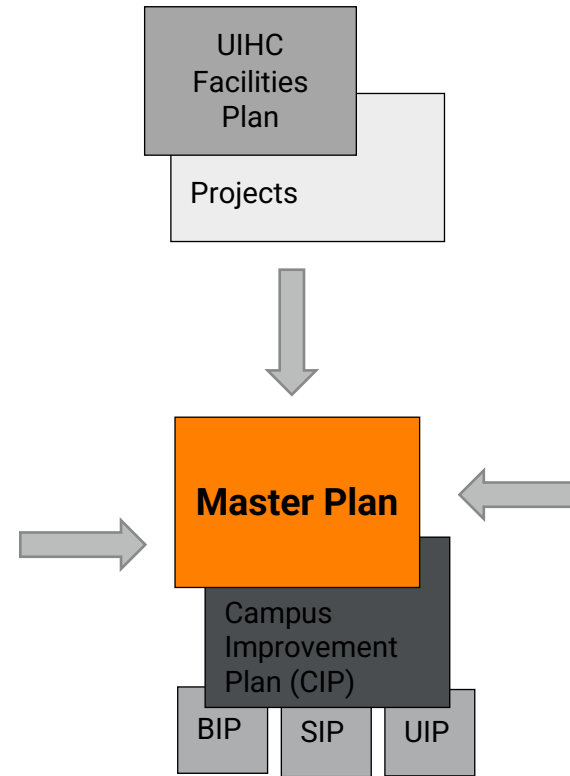 UIHC
Facilities
Plan
Projects
Master Plan
Campus
Improvement
Plan (CIP)
BIP
SIP
UIP